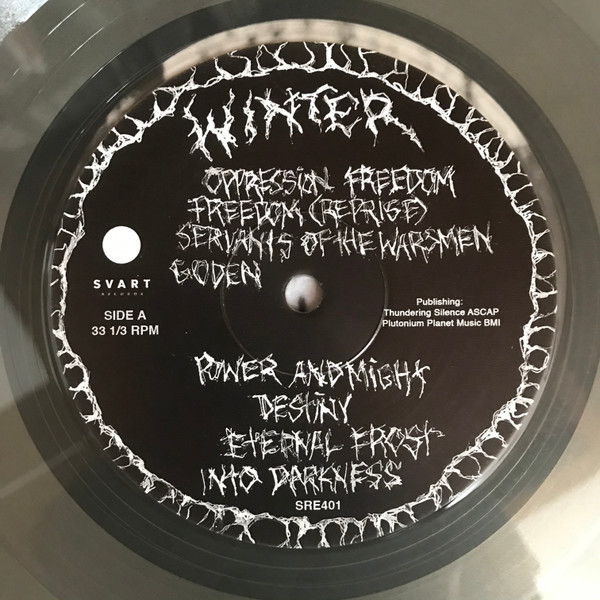 WINTER
OPPRESSION FREEDOM
FREEDOM (REPRISE)
SERVANTS OF THE WARSMEN
GODEN
SVART
RECORDS
SIDE A
33 1/3 RPM
Publishing:
Thundering Silence ASCAP
Plutonium Planet Music BMI
POWER AND MIGHT
DESTINY
ETERNAL FROST
INTO DARKNESS
SRE401